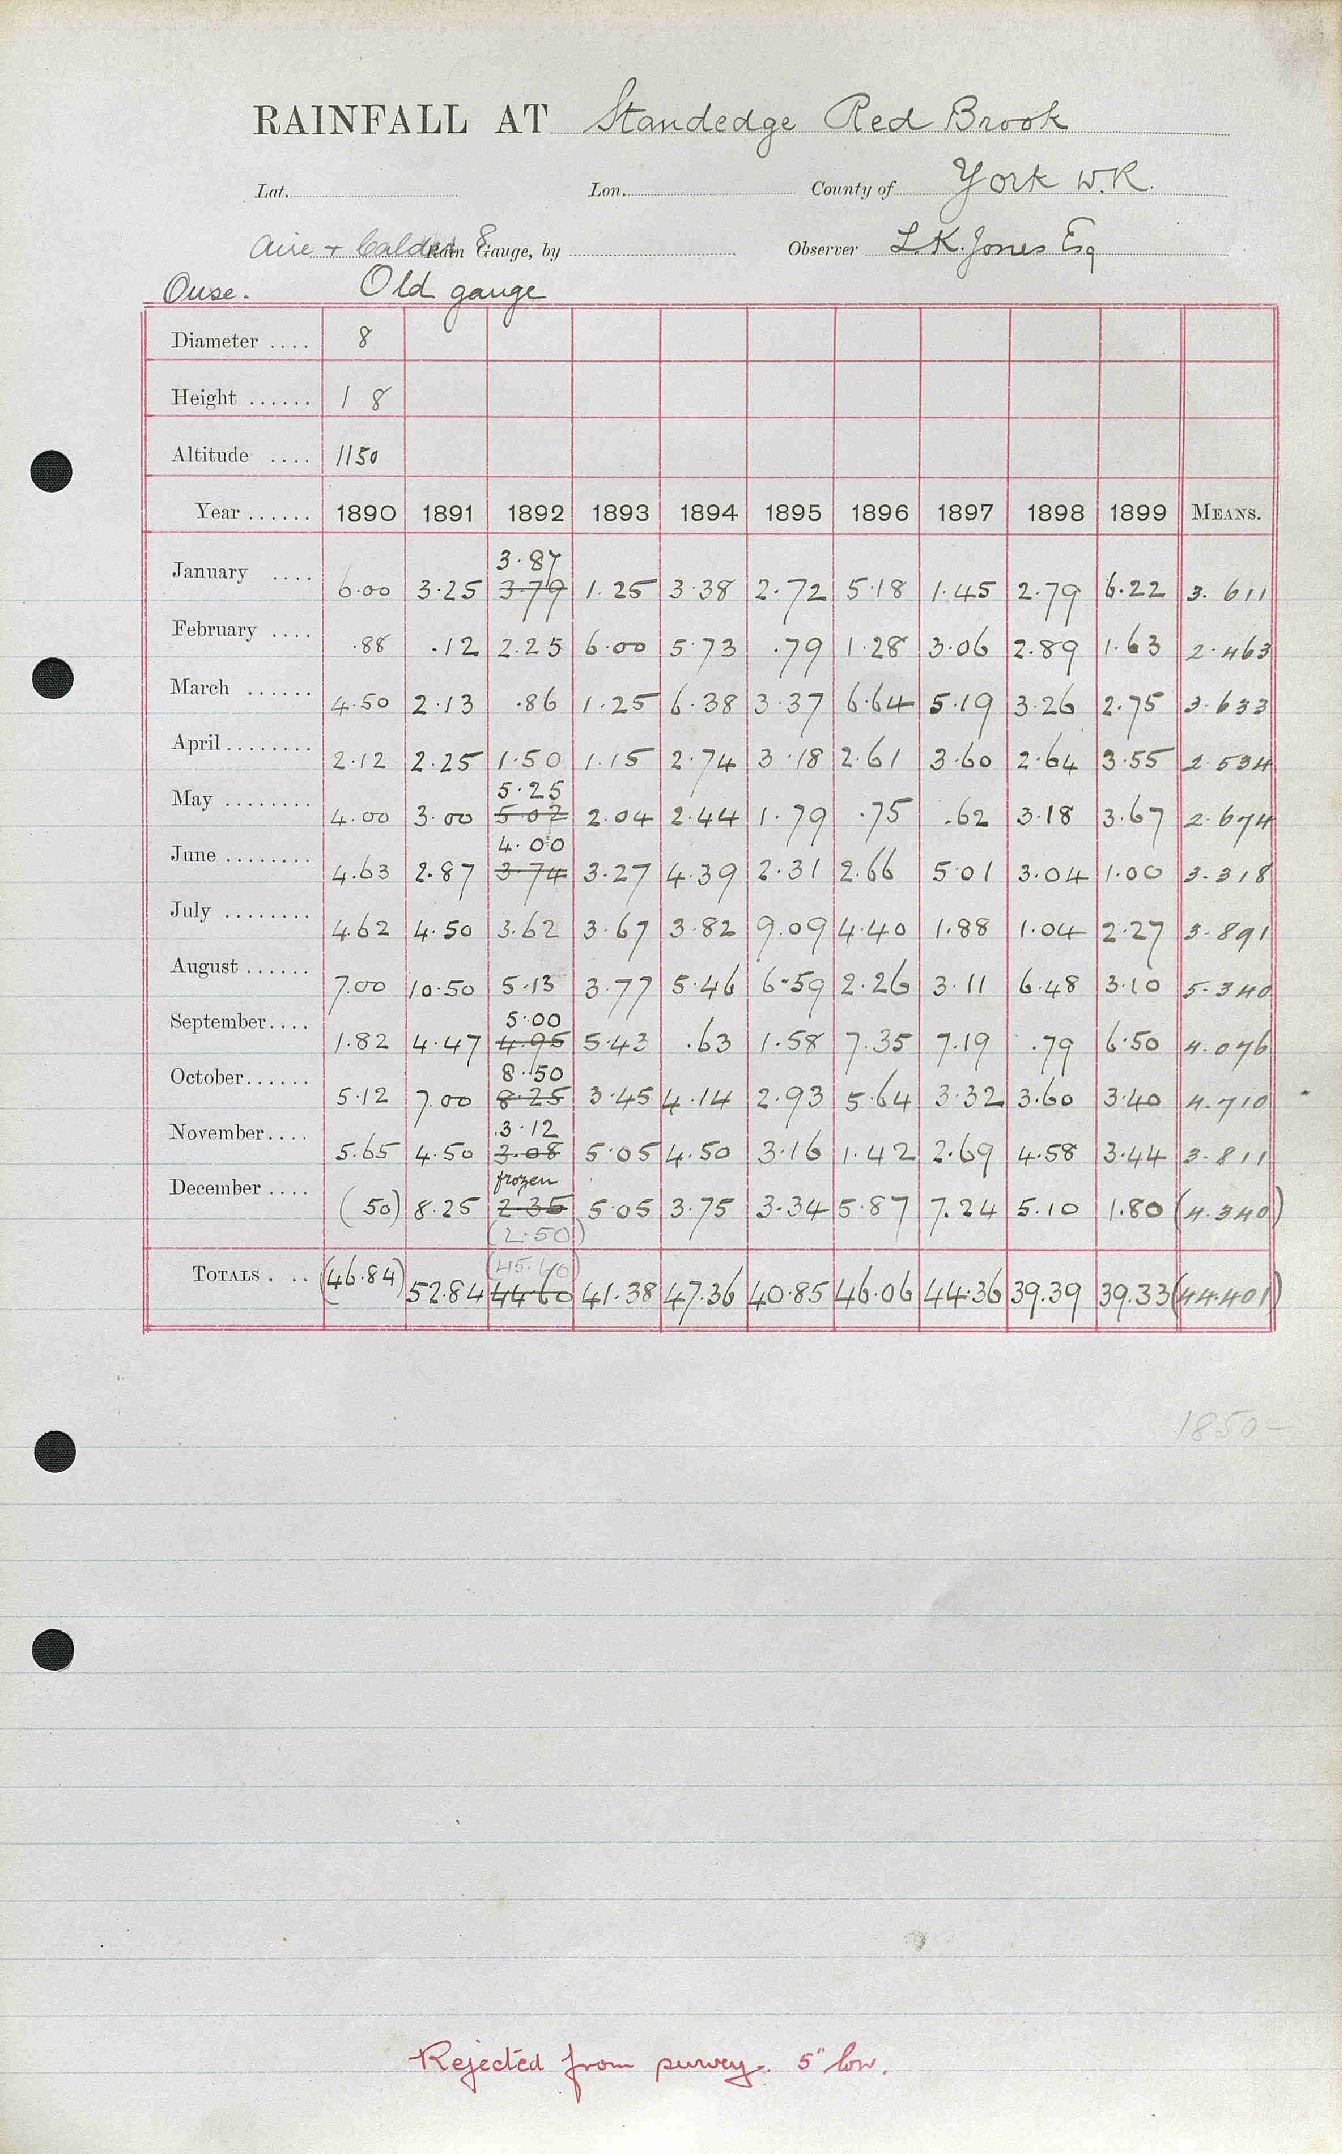 RAINFALL AT Standedge Red Brook
Lat. Lon. County of York W.R.
Aire + Calder 8 Rain Gauge, by Observer L.K. Jones Esq
Ouse. Old gauge
Diameter .... 8
Height ...... 1 8
Altitude .... 1150
Year ...... 1890 1891 1892 1893 1894 1895 1896 1897 1898 1899 MEANS.
3.87
January .... 6.00 3.25 3.79 1.25 3.38 2.72 5.18 1.45 2.79 6.22 3.611
February .... .88 .12 2.25 6.00 5.73 .79 1.28 3.06 2.89 1.63 2.463
March ...... 4.50 2.13 .86 1.25 6.38 3.37 6.64 5.19 3.26 2.75 3.633
April ........ 2.12 2.25 1.50 1.15 2.74 3.18 2.61 3.60 2.64 3.55 2.534
5.25
May ........ 4.00 3.00 5.07 2.04 2.44 1.79 .75 .62 3.18 3.67 2.674
4.00
June ........ 4.63 2.87 3.74 3.27 4.39 2.31 2.66 5.01 3.04 1.00 3.318
July ........ 4.62 4.50 3.62 3.67 3.82 9.09 4.40 1.88 1.04 2.27 3.891
August ...... 7.00 10.50 5.13 3.77 5.46 6.59 2.26 3.11 6.48 3.10 5.340
5.00
September.... 1.82 4.47 4.95 5.43 .63 1.58 7.35 7.19 .79 6.50 4.076
8.50
October...... 5.12 7.00 8.25 3.45 4.14 2.93 5.64 3.32 3.60 3.40 4.710
3.12
November.... 5.65 4.50 3.08 5.05 4.50 3.16 1.42 2.69 4.58 3.44 3.811
frozen
December .... (50) 8.25 2.35 5.05 3.75 3.34 5.87 7.24 5.10 1.80 (4.340)
(2.50)
(45.60)
TOTALS . .. (46.84) 52.84 44.60 41.38 47.36 40.85 46.06 44.36 39.39 39.33 (44.401)
1850-
Rejected from survey. 5" low.